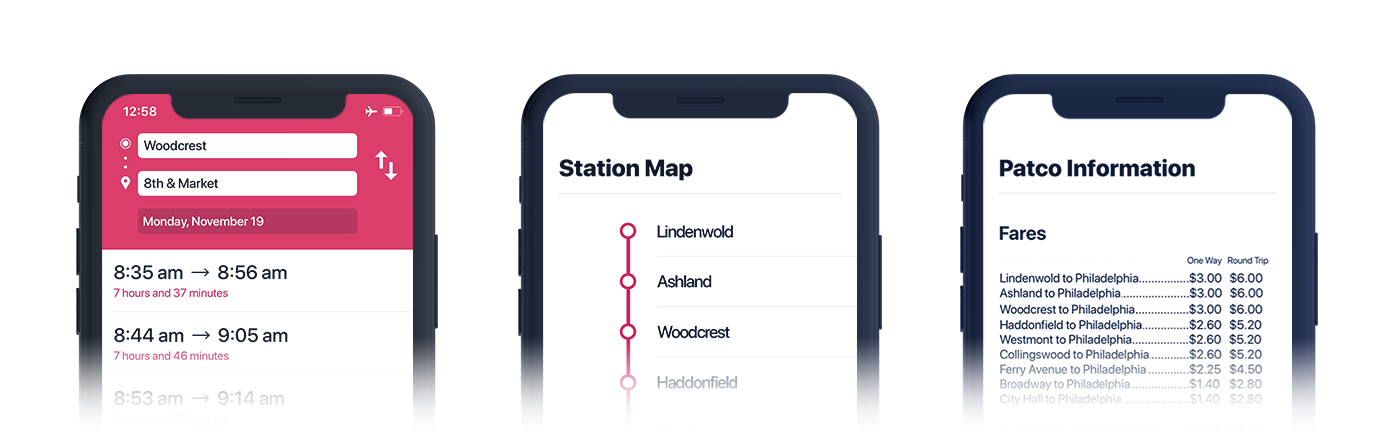 12:58
Woodcrest
8th & Market
Monday, November 19
8:35 am → 8:56 am
7 hours and 37 minutes
8:44 am → 9:05 am
7 hours and 46 minutes
8:53 am → 9:14 am
Station Map
Lindenwold
Ashland
Woodcrest
Haddonfield
Patco Information
Fares
One Way Round Trip
Lindenwold to Philadelphia................$3.00 $6.00
Ashland to Philadelphia......................$3.00 $6.00
Woodcrest to Philadelphia................$3.00 $6.00
Haddonfield to Philadelphia...............$2.60 $5.20
Westmont to Philadelphia..................$2.60 $5.20
Collingswood to Philadelphia.............$2.60 $5.20
Ferry Avenue to Philadelphia..............$2.25 $4.50
Broadway to Philadelphia...................$1.40 $2.80
City Hall to Philadelphia.....................$1.40 $2.80